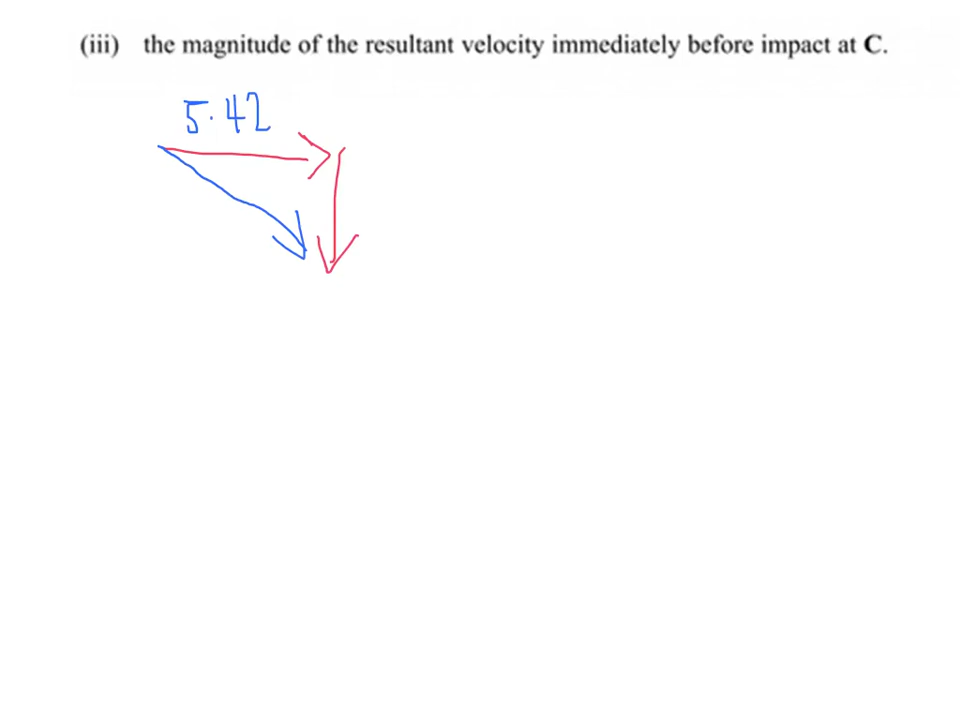 (iii) the magnitude of the resultant velocity immediately before impact at C.
5.42